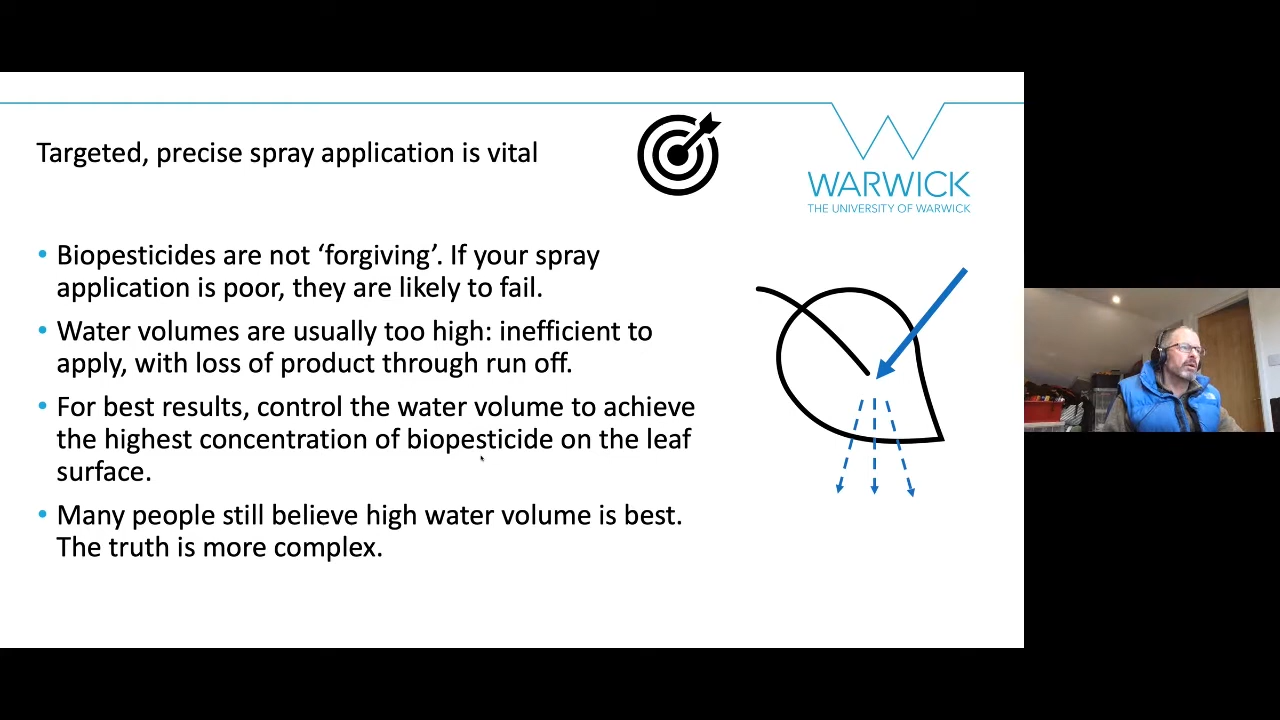 Targeted, precise spray application is vital
WARWICK
THE UNIVERSITY OF WARWICK
• Biopesticides are not ‘forgiving’. If your spray
application is poor, they are likely to fail.
• Water volumes are usually too high: inefficient to
apply, with loss of product through run off.
• For best results, control the water volume to achieve
the highest concentration of biopesticide on the leaf
surface.
• Many people still believe high water volume is best.
The truth is more complex.